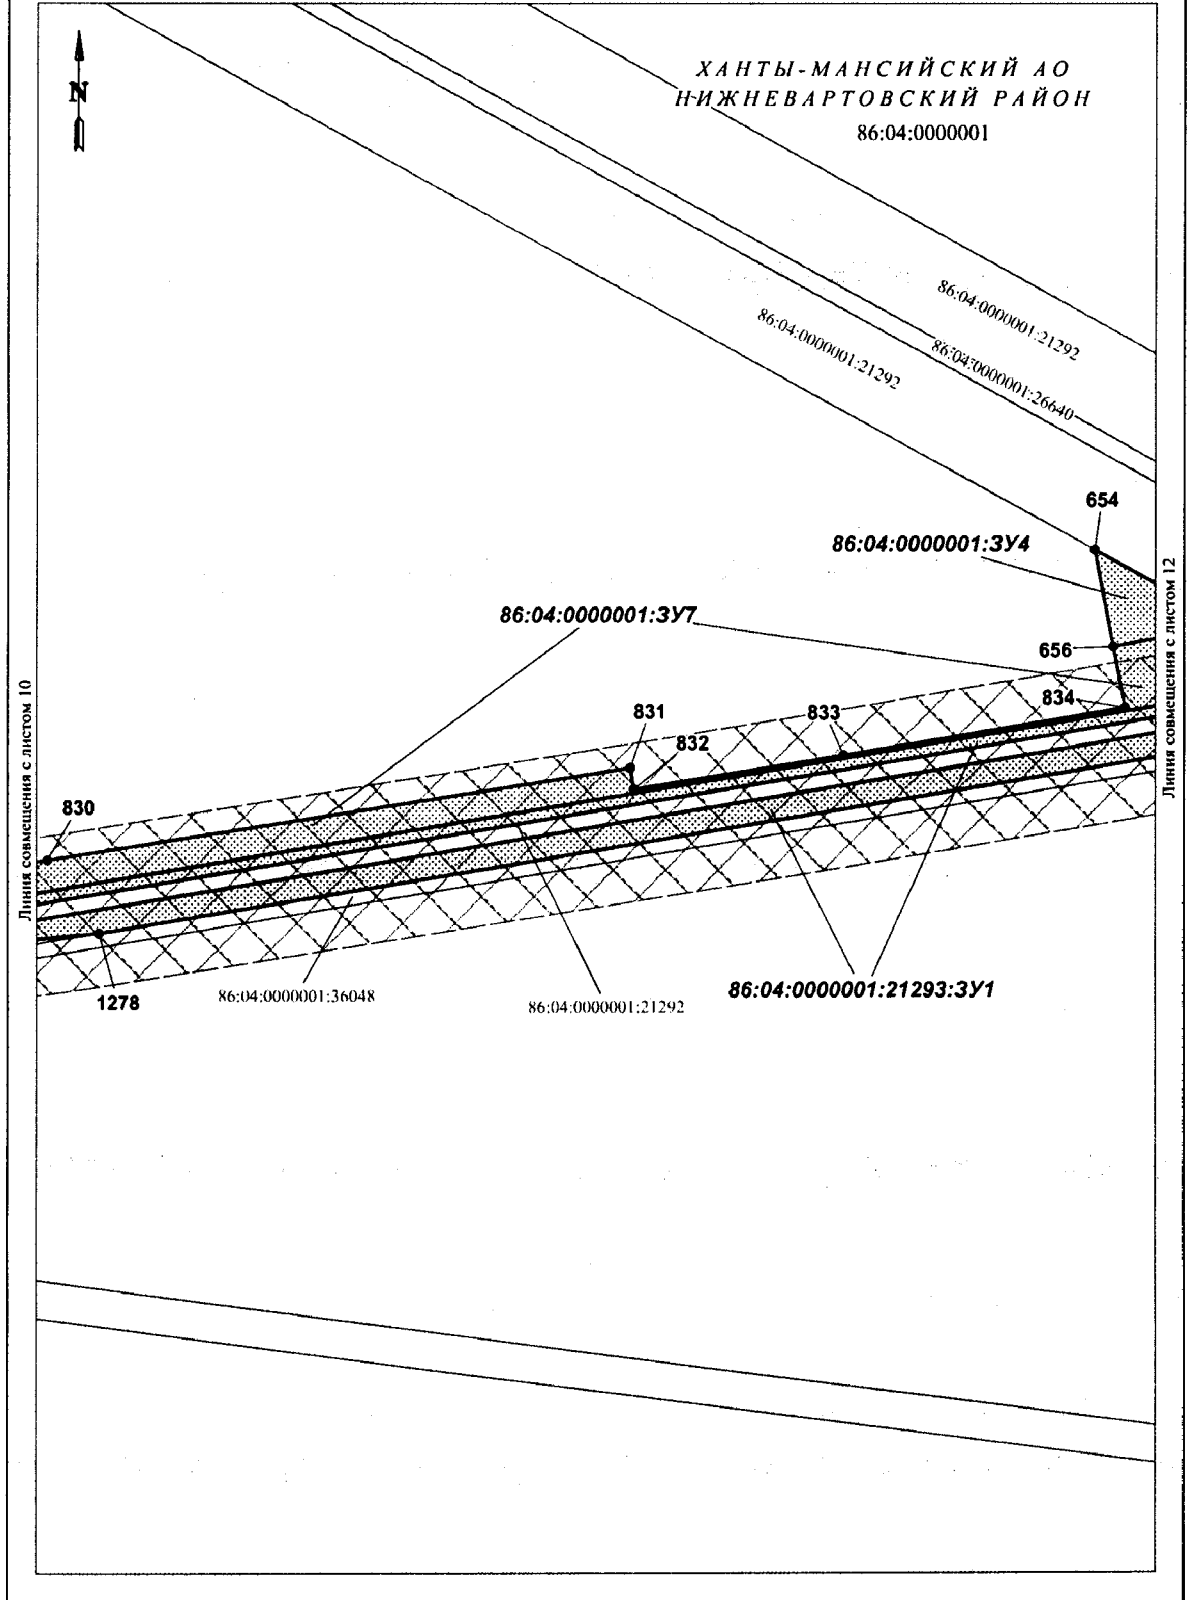 N
ХАНТЫ-МАНСИЙСКИЙ АО
НИЖНЕВАРТОВСКИЙ РАЙОН
86:04:0000001
86:04:0000001:21292
86:04:0000001:21292
86:04:0000001:26640
654
86:04:0000001:ЗУ4
86:04:0000001:ЗУ7
656
834
831
833
832
830
Линия совмещения с листом 10
Линия совмещения с листом 12
1278
86:04:0000001:36048
86:04:0000001:21292
86:04:0000001:21293:ЗУ1